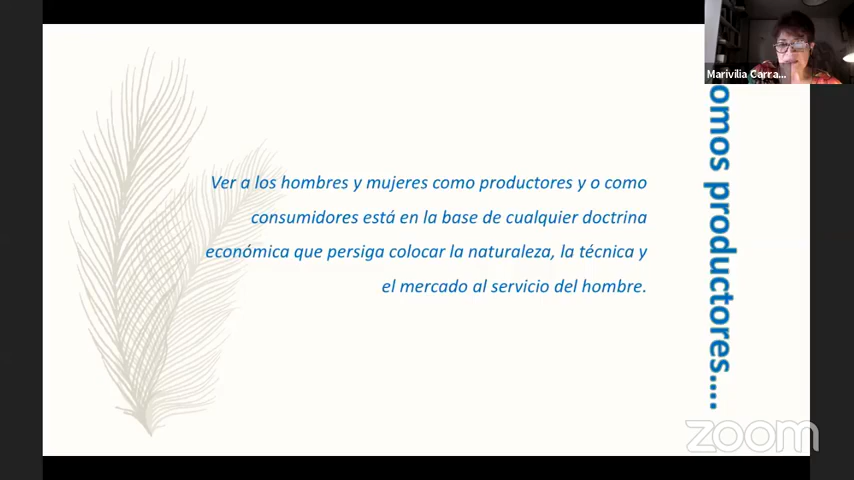 Marivilia Carra...
omos productores....
Ver a los hombres y mujeres como productores y o como
consumidores está en la base de cualquier doctrina
económica que persiga colocar la naturaleza, la técnica y
el mercado al servicio del hombre.
zoom